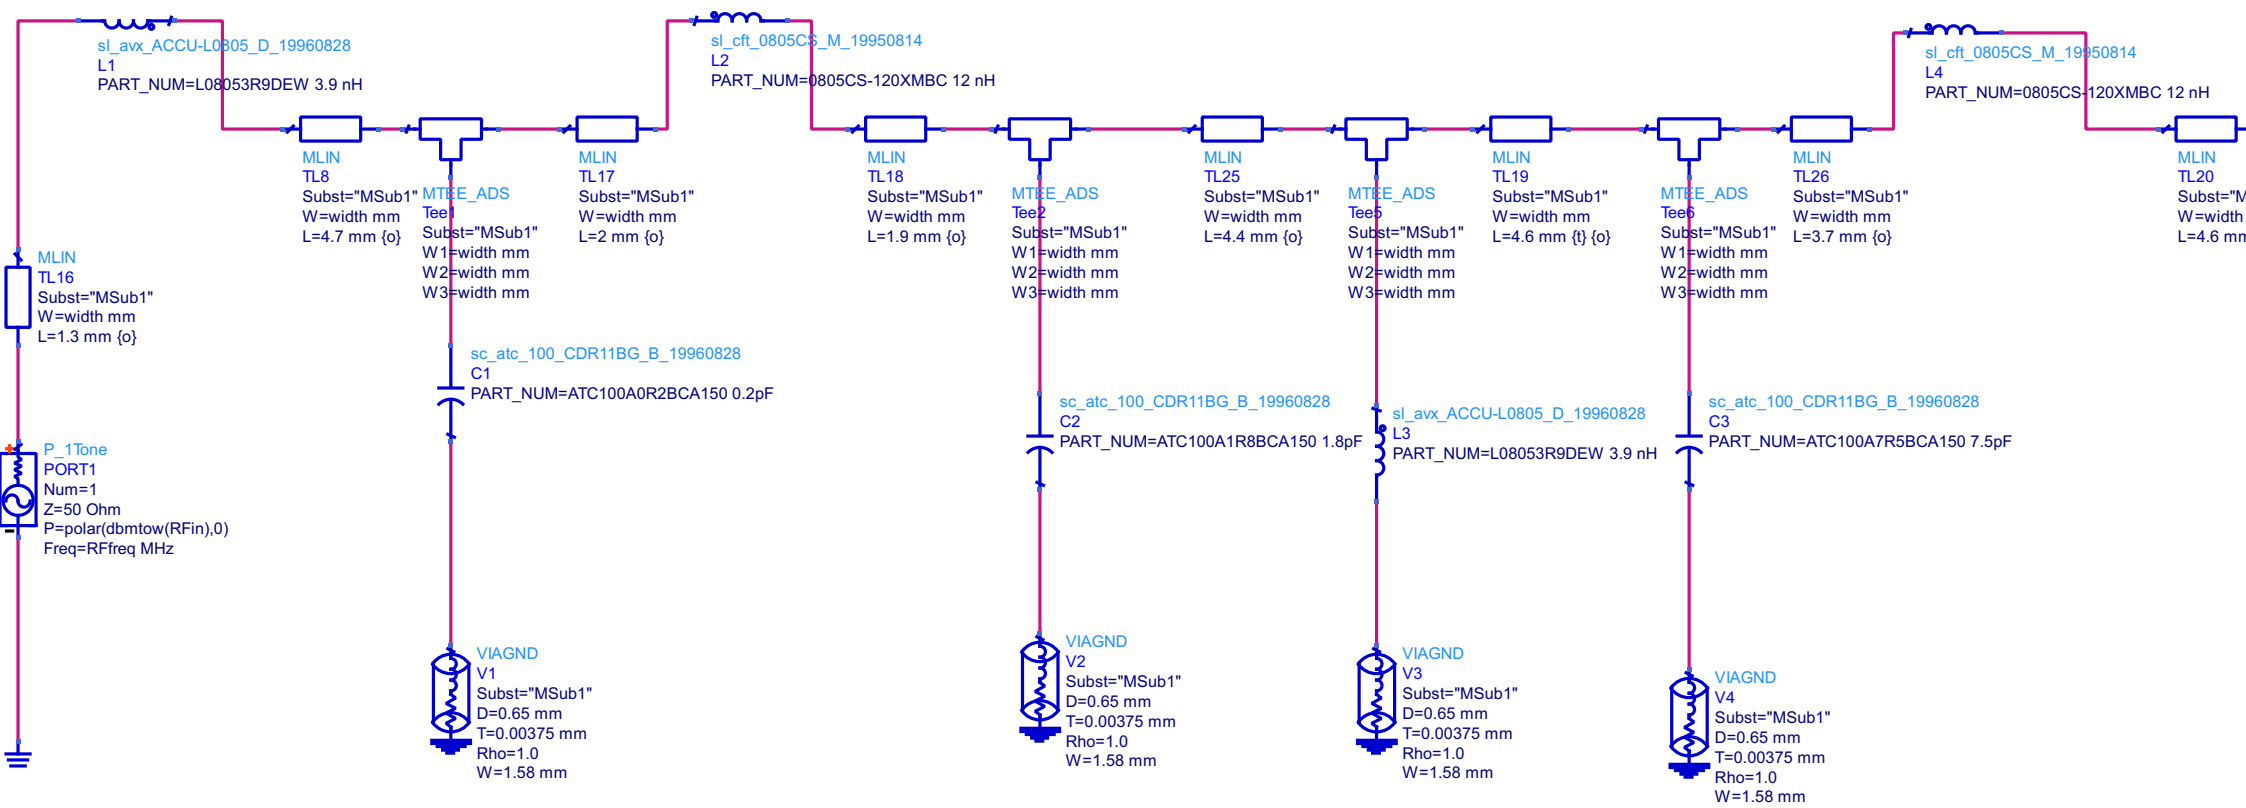 sl_avx_ACCU-L0805_D_19960828
L1
PART_NUM=L08053R9DEW 3.9 nH
sl_cft_0805CS_M_19950814
L2
PART_NUM=0805CS-120XMBC 12 nH
sl_cft_0805CS_M_19950814
L4
PART_NUM=0805CS-120XMBC 12 nH
MLIN
TL8
Subst="MSub1"
W=width mm
L=4.7 mm {o}
MTEE_ADS
Tee1
Subst="MSub1"
W1=width mm
W2=width mm
W3=width mm
MLIN
TL17
Subst="MSub1"
W=width mm
L=2 mm {o}
MLIN
TL18
Subst="MSub1"
W=width mm
L=1.9 mm {o}
MTEE_ADS
Tee2
Subst="MSub1"
W1=width mm
W2=width mm
W3=width mm
MLIN
TL25
Subst="MSub1"
W=width mm
L=4.4 mm {o}
MTEE_ADS
Tee5
Subst="MSub1"
W1=width mm
W2=width mm
W3=width mm
MLIN
TL19
Subst="MSub1"
W=width mm
L=4.6 mm {t} {o}
MTEE_ADS
Tee6
Subst="MSub1"
W1=width mm
W2=width mm
W3=width mm
MLIN
TL26
Subst="MSub1"
W=width mm
L=3.7 mm {o}
MLIN
TL20
Subst="M
W=width
L=4.6 mm
MLIN
TL16
Subst="MSub1"
W=width mm
L=1.3 mm {o}
sc_atc_100_CDR11BG_B_19960828
C1
PART_NUM=ATC100A0R2BCA150 0.2pF
sc_atc_100_CDR11BG_B_19960828
C2
PART_NUM=ATC100A1R8BCA150 1.8pF
sl_avx_ACCU-L0805_D_19960828
L3
PART_NUM=L08053R9DEW 3.9 nH
sc_atc_100_CDR11BG_B_19960828
C3
PART_NUM=ATC100A7R5BCA150 7.5pF
P_1Tone
PORT1
Num=1
Z=50 Ohm
P=polar(dbmtow(RFin),0)
Freq=RFfreq MHz
VIAGND
V1
Subst="MSub1"
D=0.65 mm
T=0.00375 mm
Rho=1.0
W=1.58 mm
VIAGND
V2
Subst="MSub1"
D=0.65 mm
T=0.00375 mm
Rho=1.0
W=1.58 mm
VIAGND
V3
Subst="MSub1"
D=0.65 mm
T=0.00375 mm
Rho=1.0
W=1.58 mm
VIAGND
V4
Subst="MSub1"
D=0.65 mm
T=0.00375 mm
Rho=1.0
W=1.58 mm